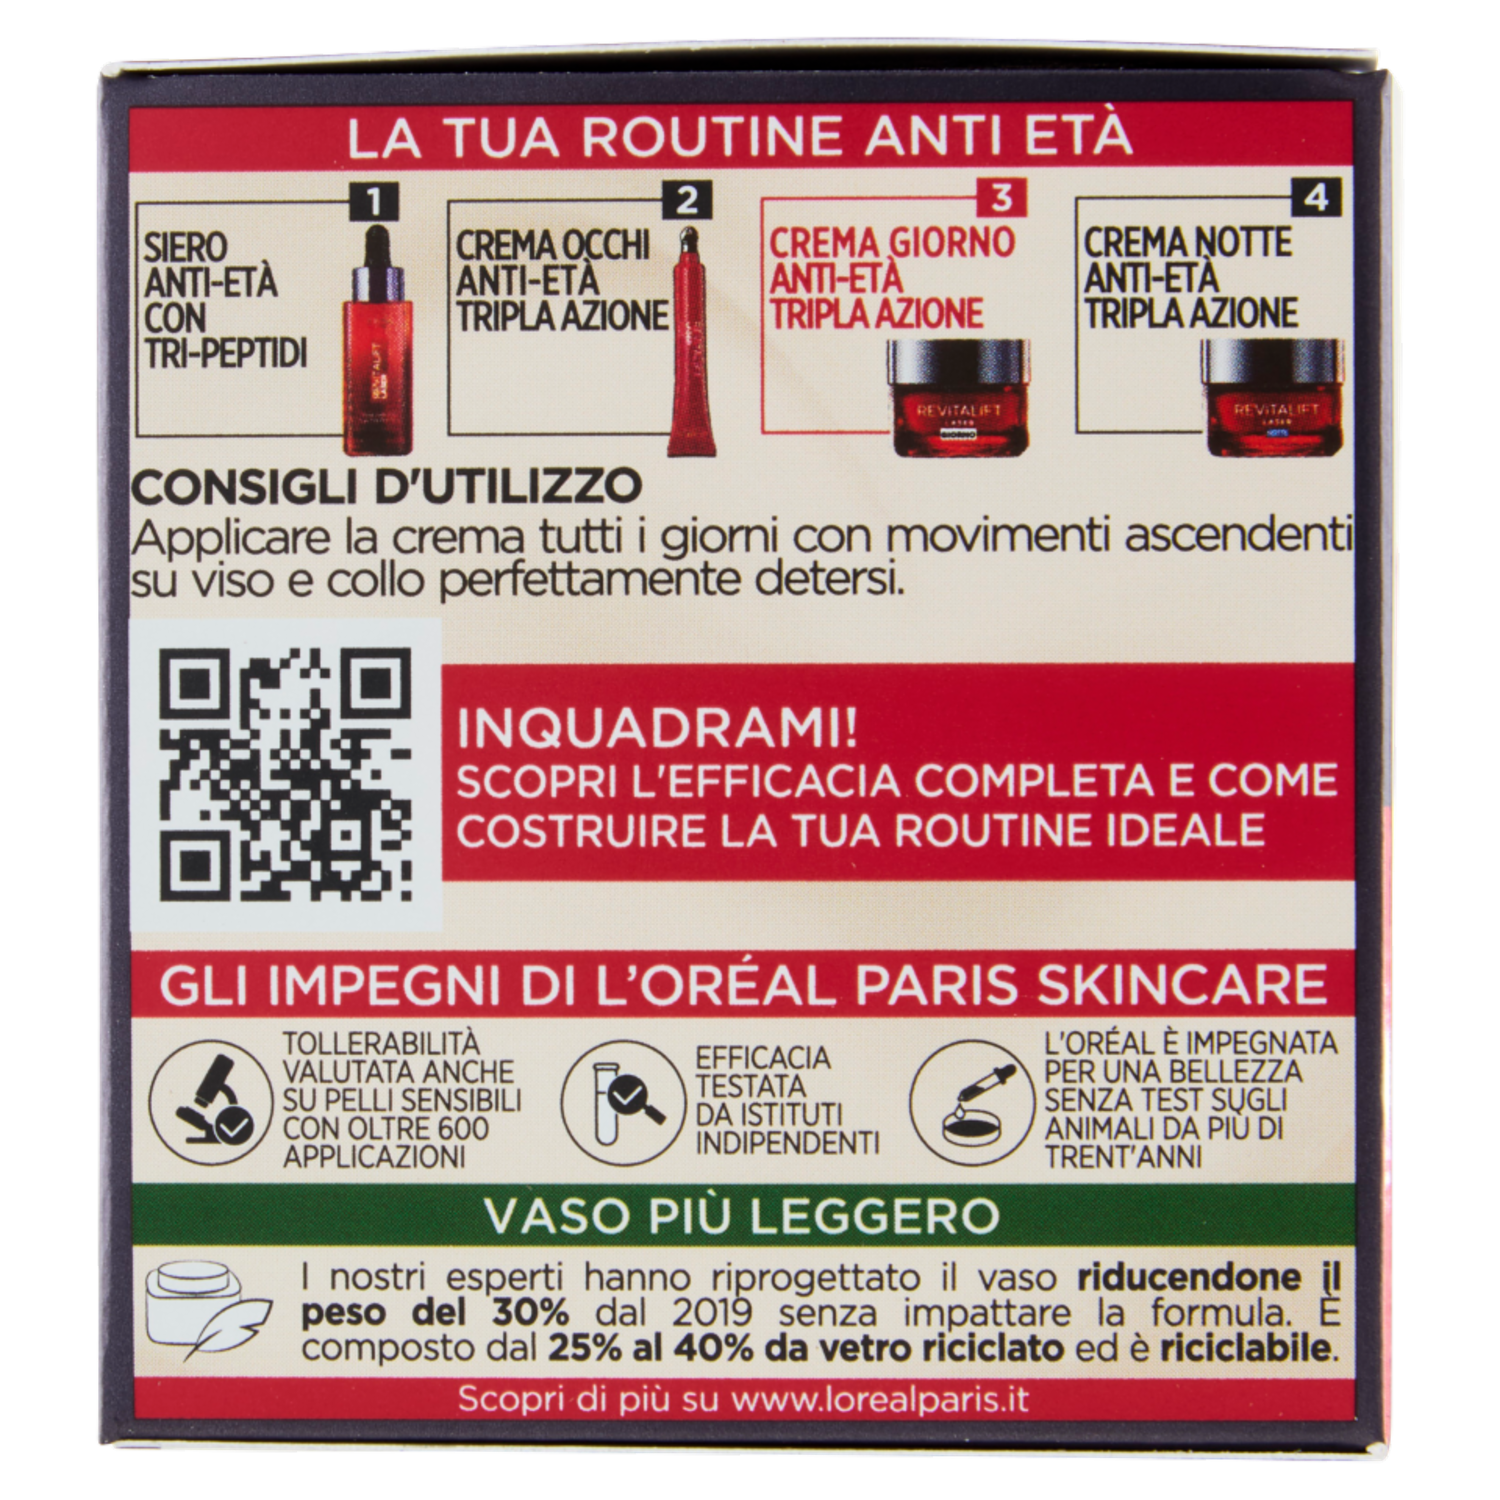 LA TUA ROUTINE ANTI ETÀ
1
SIERO
ANTI-ETÀ
CON
TRI-PEPTIDI
REVITALIFT
LASER
2
CREMA OCCHI
ANTI-ETÀ
TRIPLA AZIONE
3
CREMA GIORNO
ANTI-ETÀ
TRIPLA AZIONE
REVITALIFT
LASER
GIORNO
4
CREMA NOTTE
ANTI-ETÀ
TRIPLA AZIONE
REVITALIFT
LASER
NOTTE
CONSIGLI D'UTILIZZO
Applicare la crema tutti i giorni con movimenti ascendenti
su viso e collo perfettamente detersi.
INQUADRAMI!
SCOPRI L'EFFICACIA COMPLETA E COME
COSTRUIRE LA TUA ROUTINE IDEALE
GLI IMPEGNI DI L'ORÉAL PARIS SKINCARE
TOLLERABILITÀ
VALUTATA ANCHE
SU PELLI SENSIBILI
CON OLTRE 600
APPLICAZIONI
EFFICACIA
TESTATA
DA ISTITUTI
INDIPENDENTI
L'ORÉAL È IMPEGNATA
PER UNA BELLEZZA
SENZA TEST SUGLI
ANIMALI DA PIÙ DI
TRENT'ANNI
VASO PIÙ LEGGERO
I nostri esperti hanno riprogettato il vaso riducendone il
peso del 30% dal 2019 senza impattare la formula. È
composto dal 25% al 40% da vetro riciclato ed è riciclabile.
Scopri di più su www.lorealparis.it